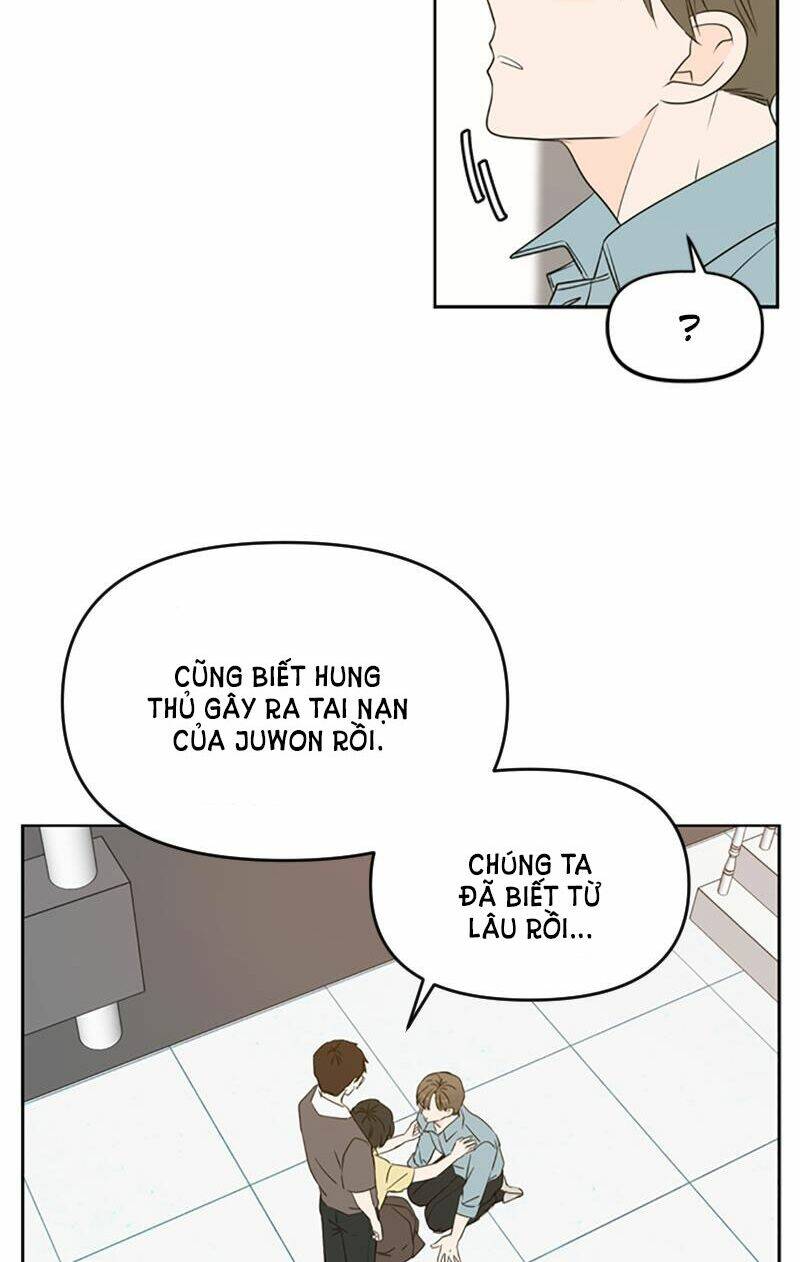 ?
CŨNG BIẾT HUNG
THỦ GÂY RA TAI NẠN
CỦA JUWON RỒI.
CHÚNG TA
ĐÃ BIẾT TỪ
LÂU RỒI...